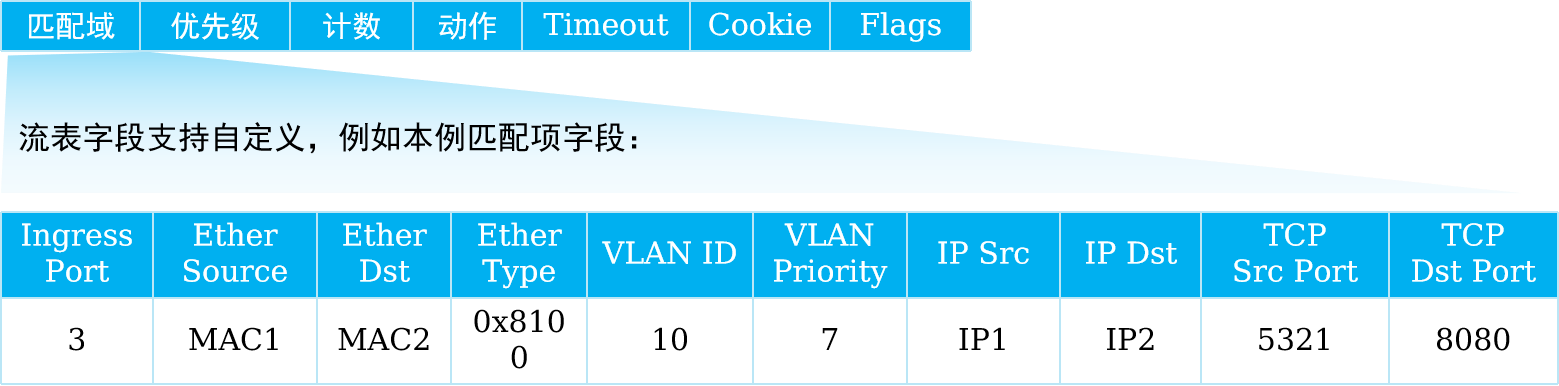 匹配域 优先级 计数 动作 Timeout Cookie Flags
流表字段支持自定义，例如本例匹配项字段：
Ingress Port Ether Source Ether Dst Ether Type VLAN ID VLAN Priority IP Src IP Dst TCP Src Port TCP Dst Port
3 MAC1 MAC2 0x8100 10 7 IP1 IP2 5321 8080